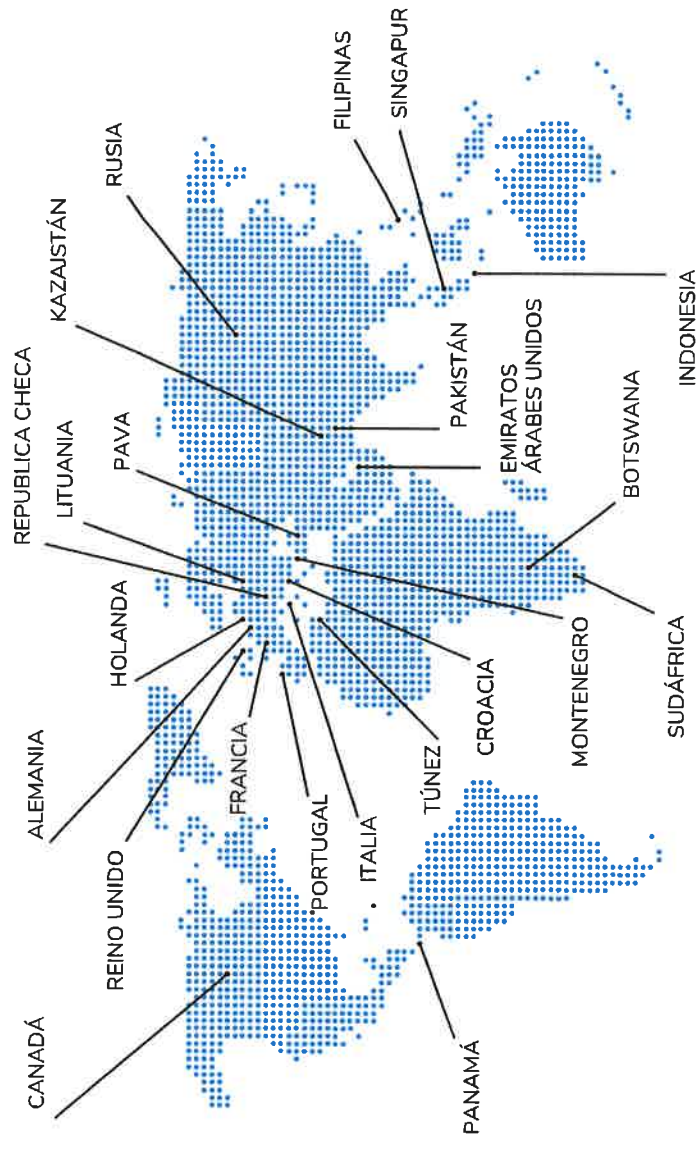 CANADÁ
ALEMANIA
REINO UNIDO
HOLANDA
FRANCIA
REPUBLICA CHECA
LITUANIA
PAVA
KAZAJSTÁN
RUSIA
FILIPINAS
SINGAPUR
PORTUGAL
ITALIA
TÚNEZ
CROACIA
MONTENEGRO
PAKISTÁN
EMIRATOS
ÁRABES UNIDOS
BOTSWANA
SUDÁFRICA
INDONESIA
PANAMÁ